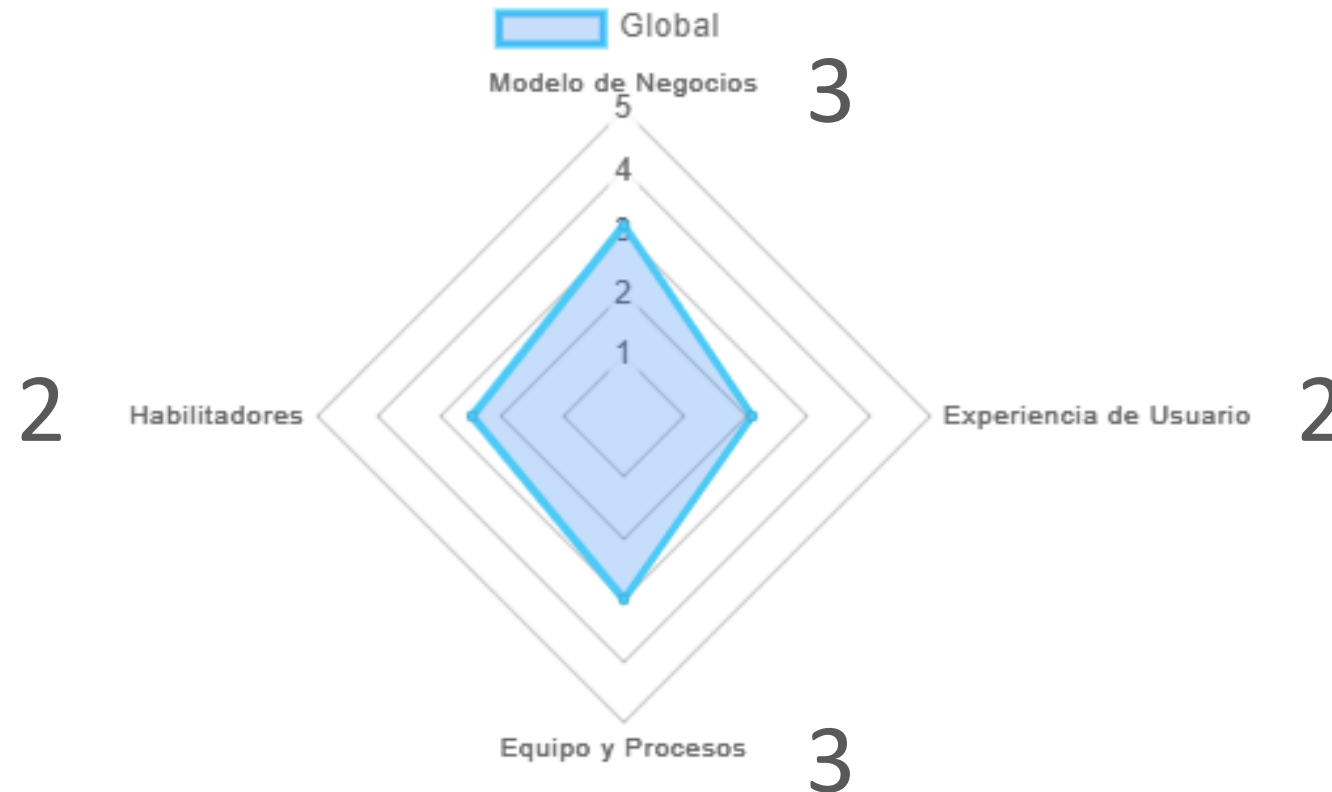 Global
Modelo de Negocios 3
5
4
3
2
1
2 Habilitadores Experiencia de Usuario 2
Equipo y Procesos 3